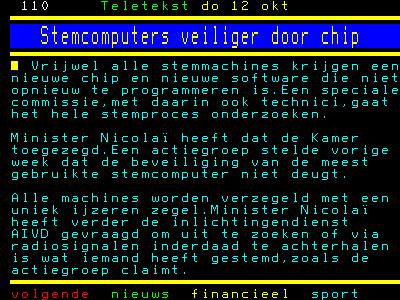 110 Teletekst do 12 okt
Stemcomputers veiliger door chip
Vrijwel alle stemmachines krijgen een
nieuwe chip en nieuwe software die niet
opnieuw te programmeren is.Een speciale
commissie,met daarin ook technici,gaat
het hele stemproces onderzoeken.
Minister Nicolaï heeft dat de Kamer
toegezegd.Een actiegroep stelde vorige
week dat de beveiliging van de meest
gebruikte stemcomputer niet deugt.
Alle machines worden verzegeld met een
uniek ijzeren zegel.Minister Nicolaï
heeft verder de inlichtingendienst
AIVD gevraagd om uit te zoeken of via
radiosignalen inderdaad te achterhalen
is wat iemand heeft gestemd,zoals de
actiegroep claimt.
volgende nieuws financieel sport